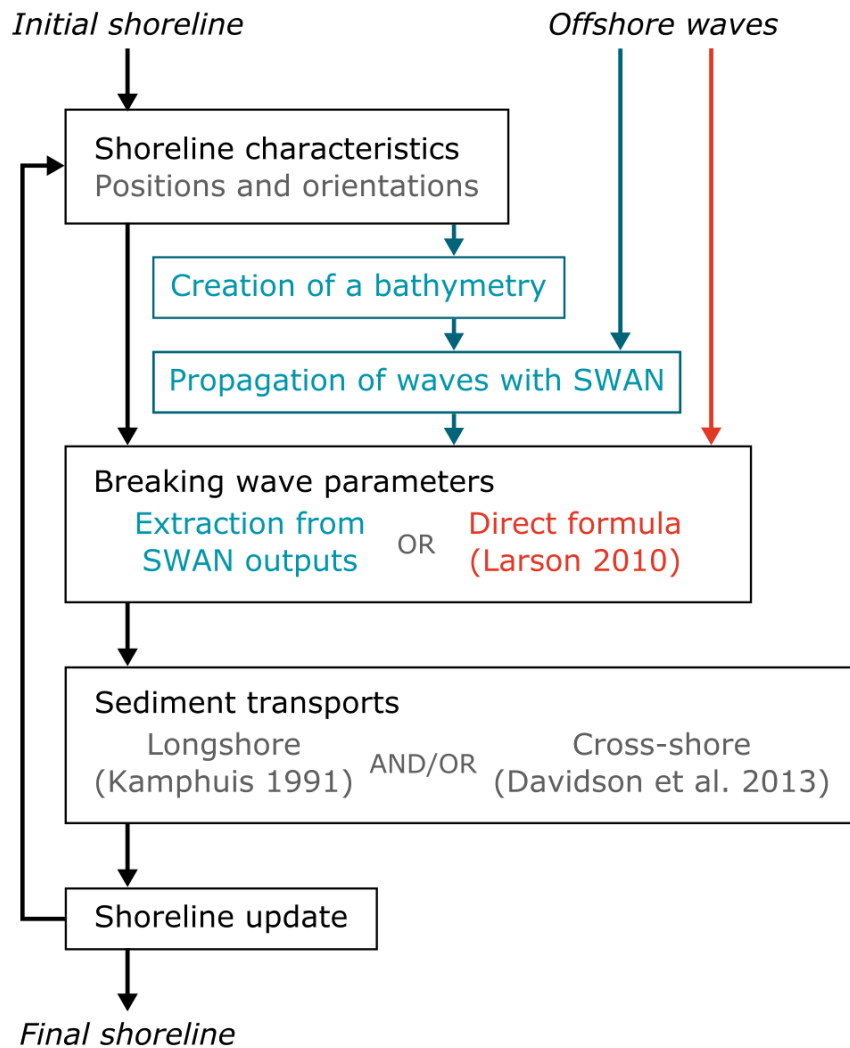 Initial shoreline
Offshore waves
Shoreline characteristics
Positions and orientations
Creation of a bathymetry
Propagation of waves with SWAN
Breaking wave parameters
Extraction from
SWAN outputs
OR
Direct formula
(Larson 2010)
Sediment transports
Longshore
(Kamphuis 1991)
AND/OR
Cross-shore
(Davidson et al. 2013)
Shoreline update
Final shoreline